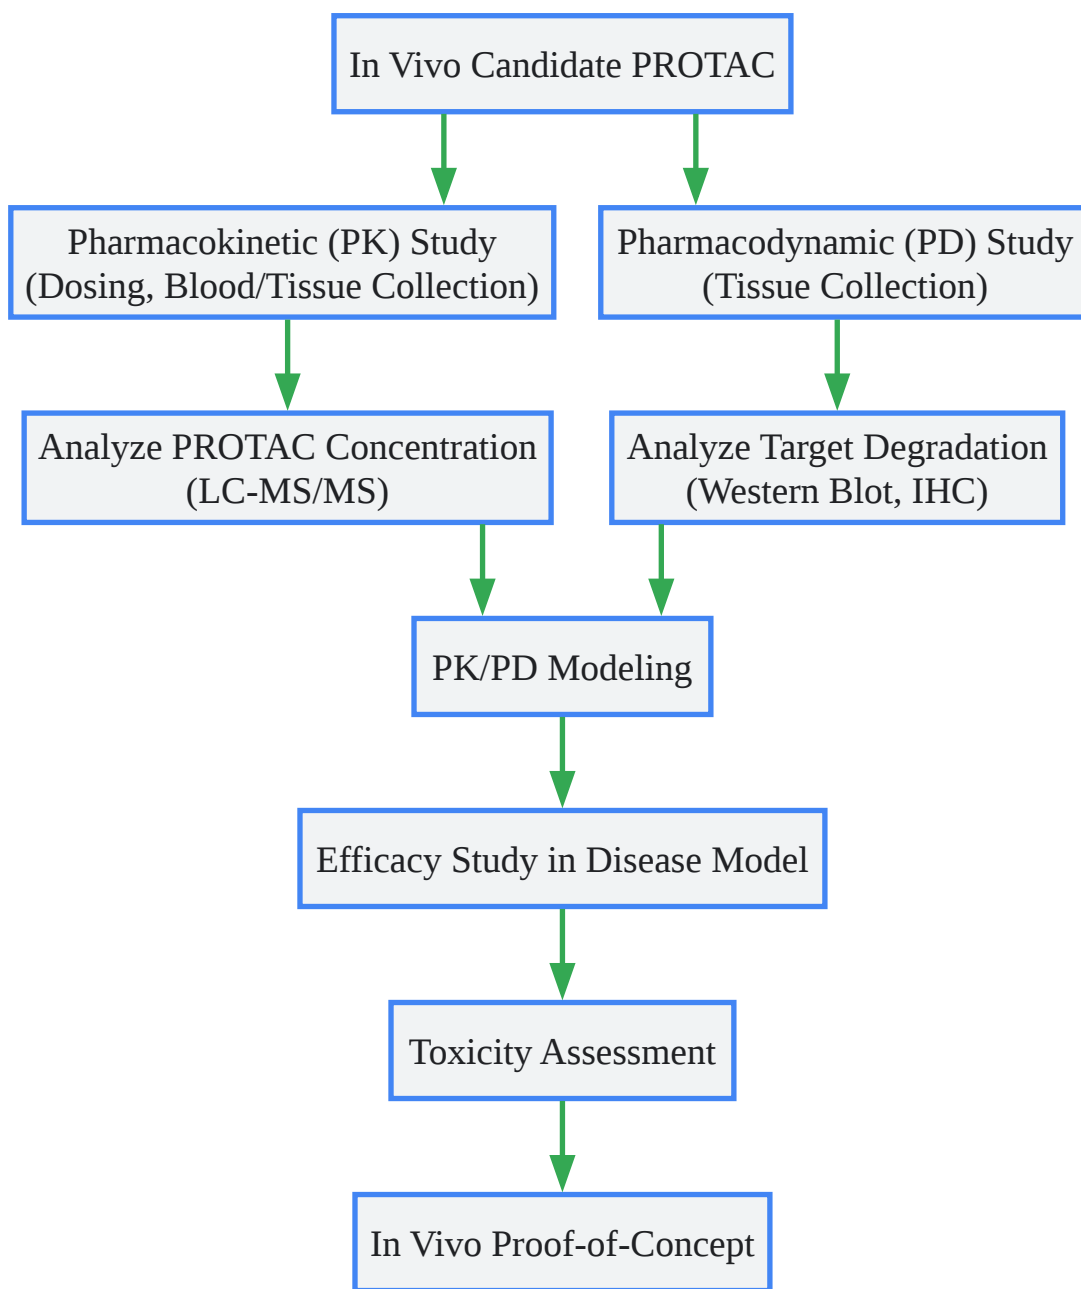 In Vivo Candidate PROTAC
Pharmacokinetic (PK) Study
(Dosing, Blood/Tissue Collection)
Pharmacodynamic (PD) Study
(Tissue Collection)
Analyze PROTAC Concentration
(LC-MS/MS)
Analyze Target Degradation
(Western Blot, IHC)
PK/PD Modeling
Efficacy Study in Disease Model
Toxicity Assessment
In Vivo Proof-of-Concept